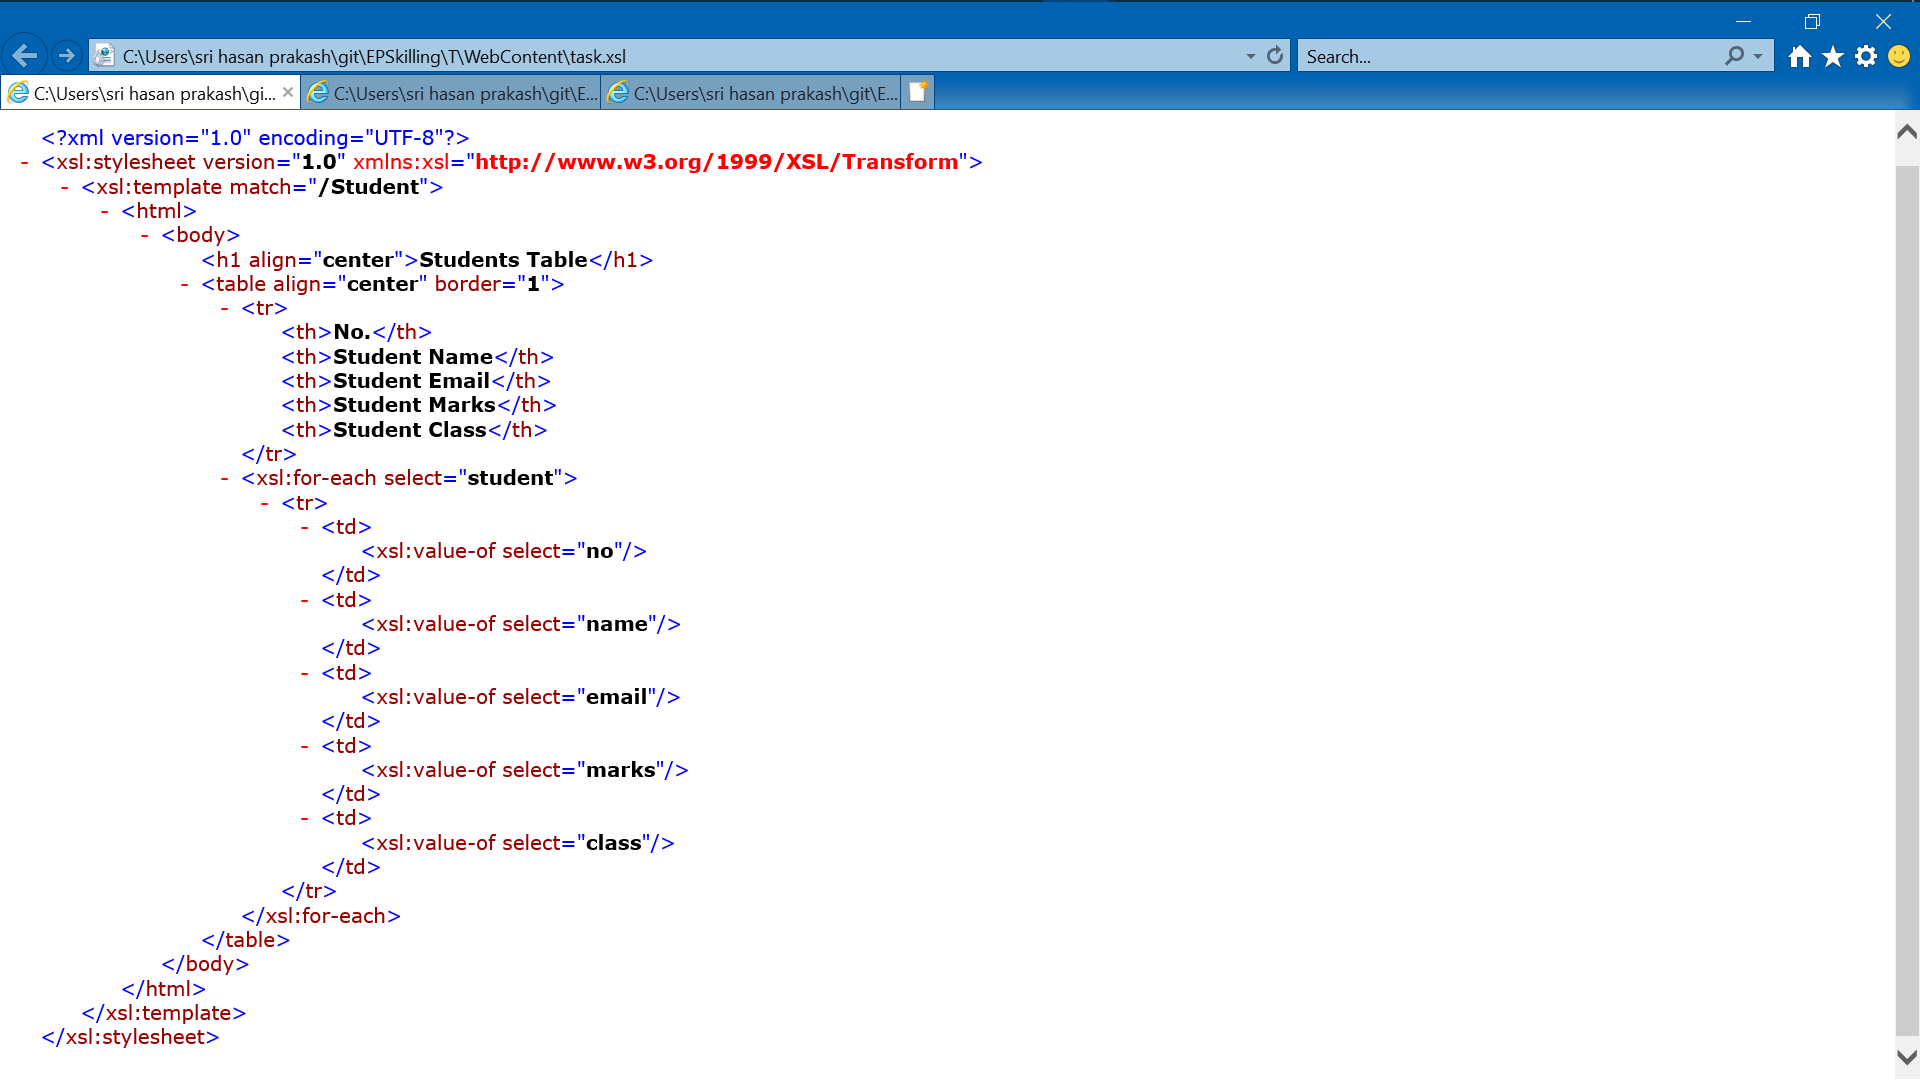 C:\Users\sri hasan prakash\git\EPSkilling\T\WebContent\task.xsl
Search...
C:\Users\sri hasan prakash\gi...
C:\Users\sri hasan prakash\git\E...
C:\Users\sri hasan prakash\git\E...
<?xml version="1.0" encoding="UTF-8"?>
- <xsl:stylesheet version="1.0" xmlns:xsl="http://www.w3.org/1999/XSL/Transform">
- <xsl:template match="/Student">
- <html>
- <body>
<h1 align="center">Students Table</h1>
- <table align="center" border="1">
- <tr>
<th>No.</th>
<th>Student Name</th>
<th>Student Email</th>
<th>Student Marks</th>
<th>Student Class</th>
</tr>
- <xsl:for-each select="student">
- <tr>
- <td>
<xsl:value-of select="no"/>
</td>
- <td>
<xsl:value-of select="name"/>
</td>
- <td>
<xsl:value-of select="email"/>
</td>
- <td>
<xsl:value-of select="marks"/>
</td>
- <td>
<xsl:value-of select="class"/>
</td>
</tr>
</xsl:for-each>
</table>
</body>
</html>
</xsl:template>
</xsl:stylesheet>